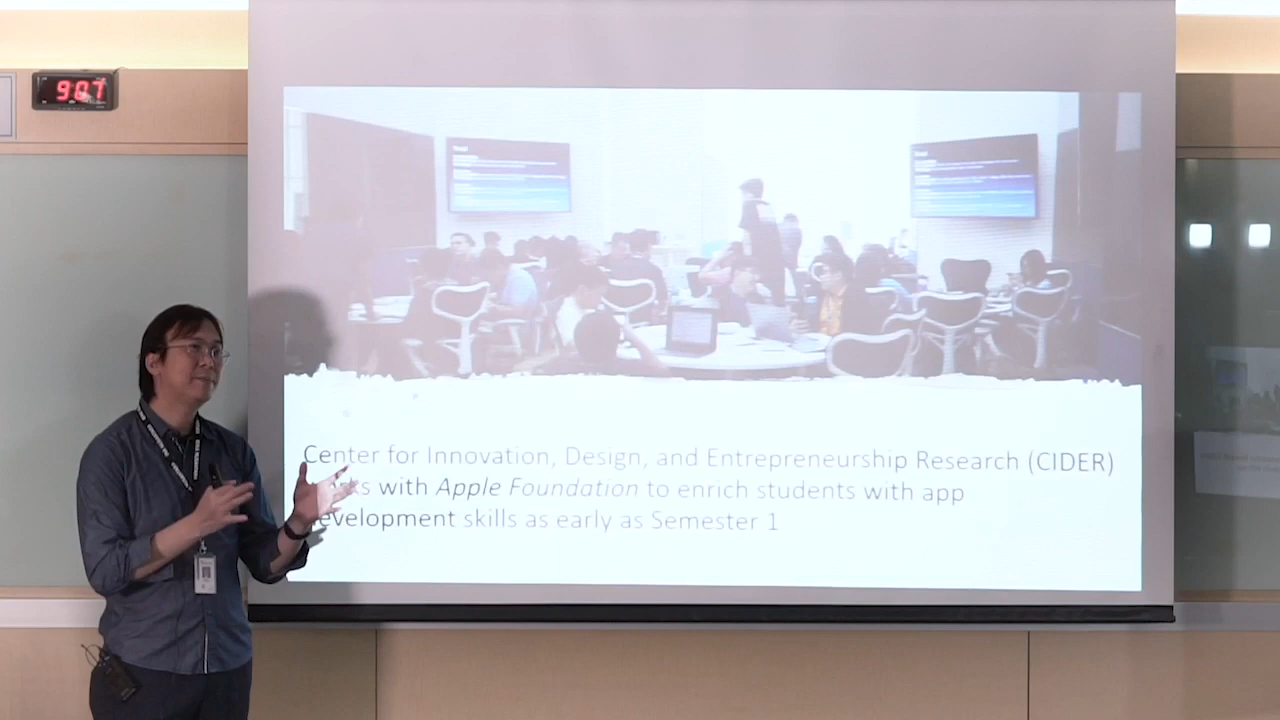 9:07
Center for Innovation, Design, and Entrepreneurship Research (CIDER)
with Apple Foundation to enrich students with app
development skills as early as Semester 1